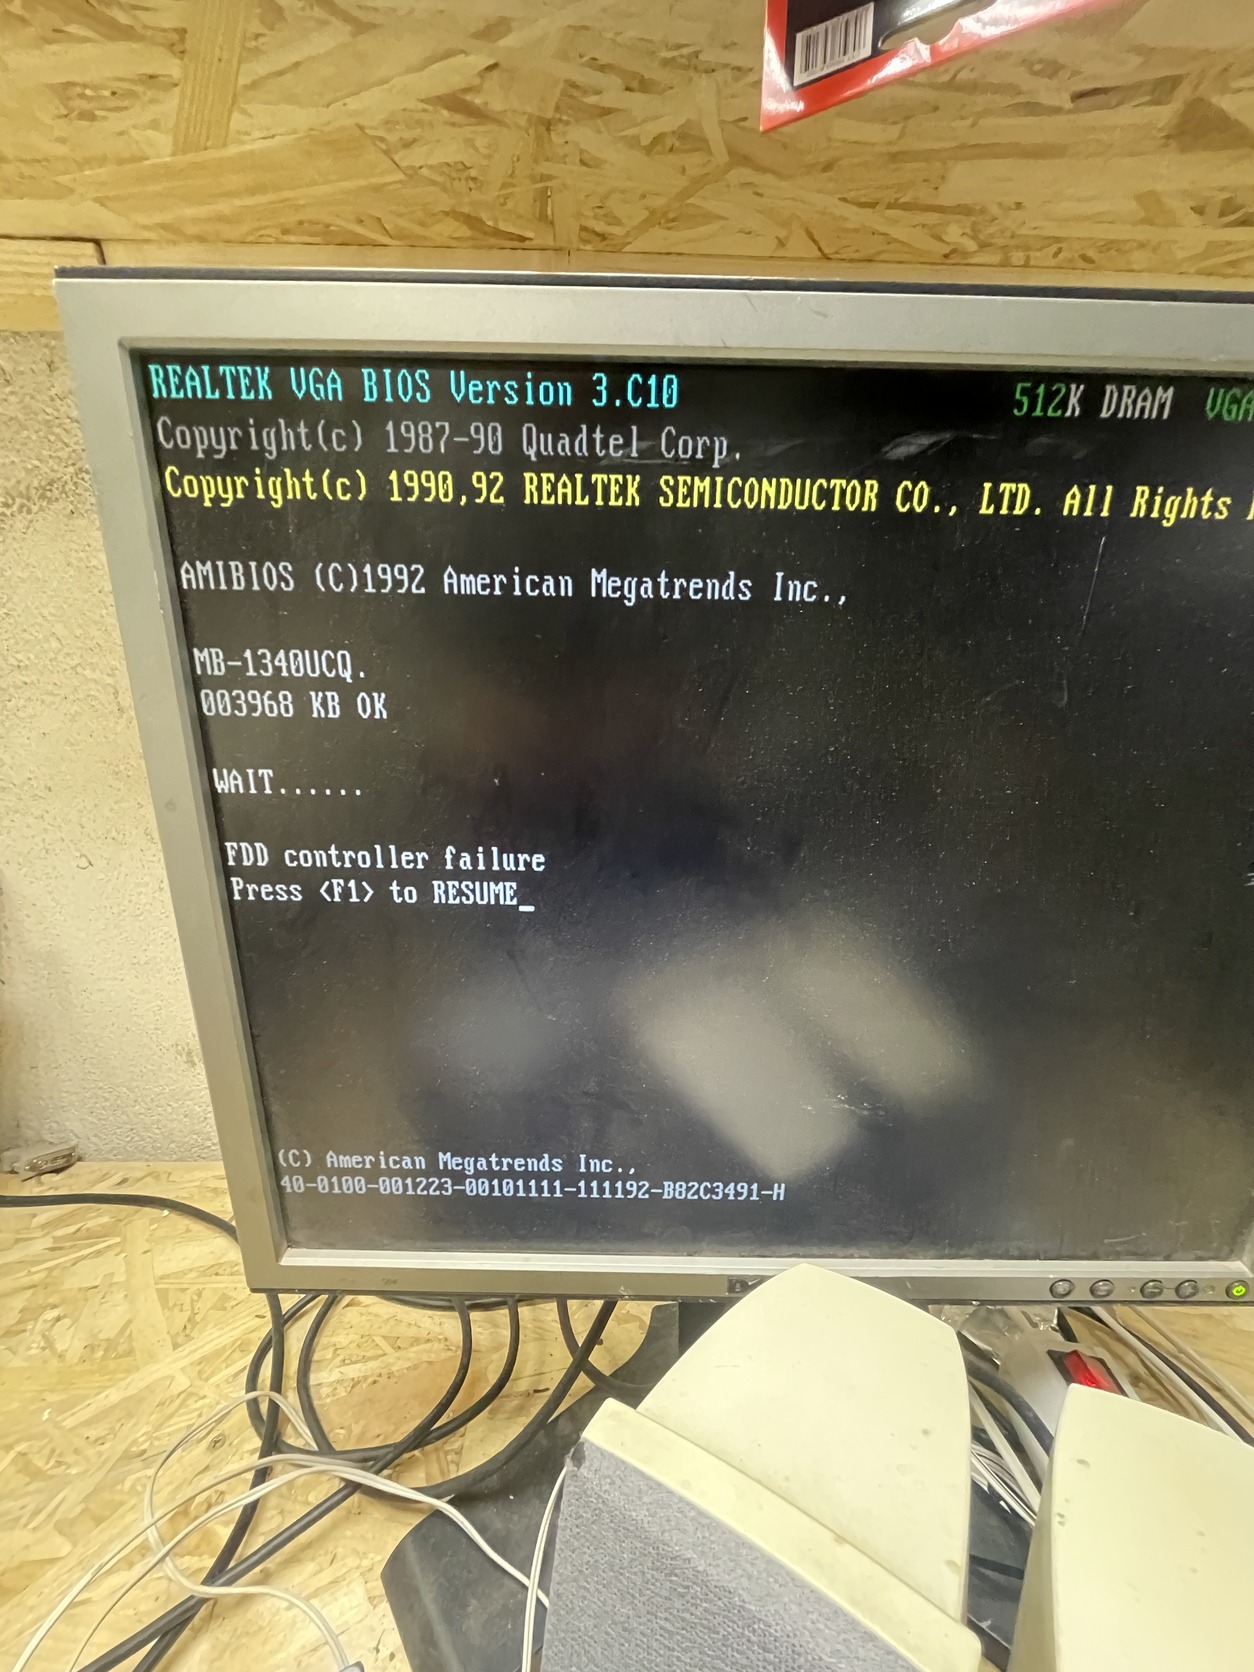 REALTEK VGA BIOS Version 3.C10 512K DRAM VGA
Copyright(c) 1987-90 Quadtel Corp.
Copyright(c) 1990,92 REALTEK SEMICONDUCTOR CO., LTD. All Rights
AMIBIOS (C)1992 American Megatrends Inc.,
MB-1340UCQ.
003968 KB OK
WAIT......
FDD controller failure
Press <F1> to RESUME_
(C) American Megatrends Inc.,
40-0100-001223-00101111-111192-B82C3491-H